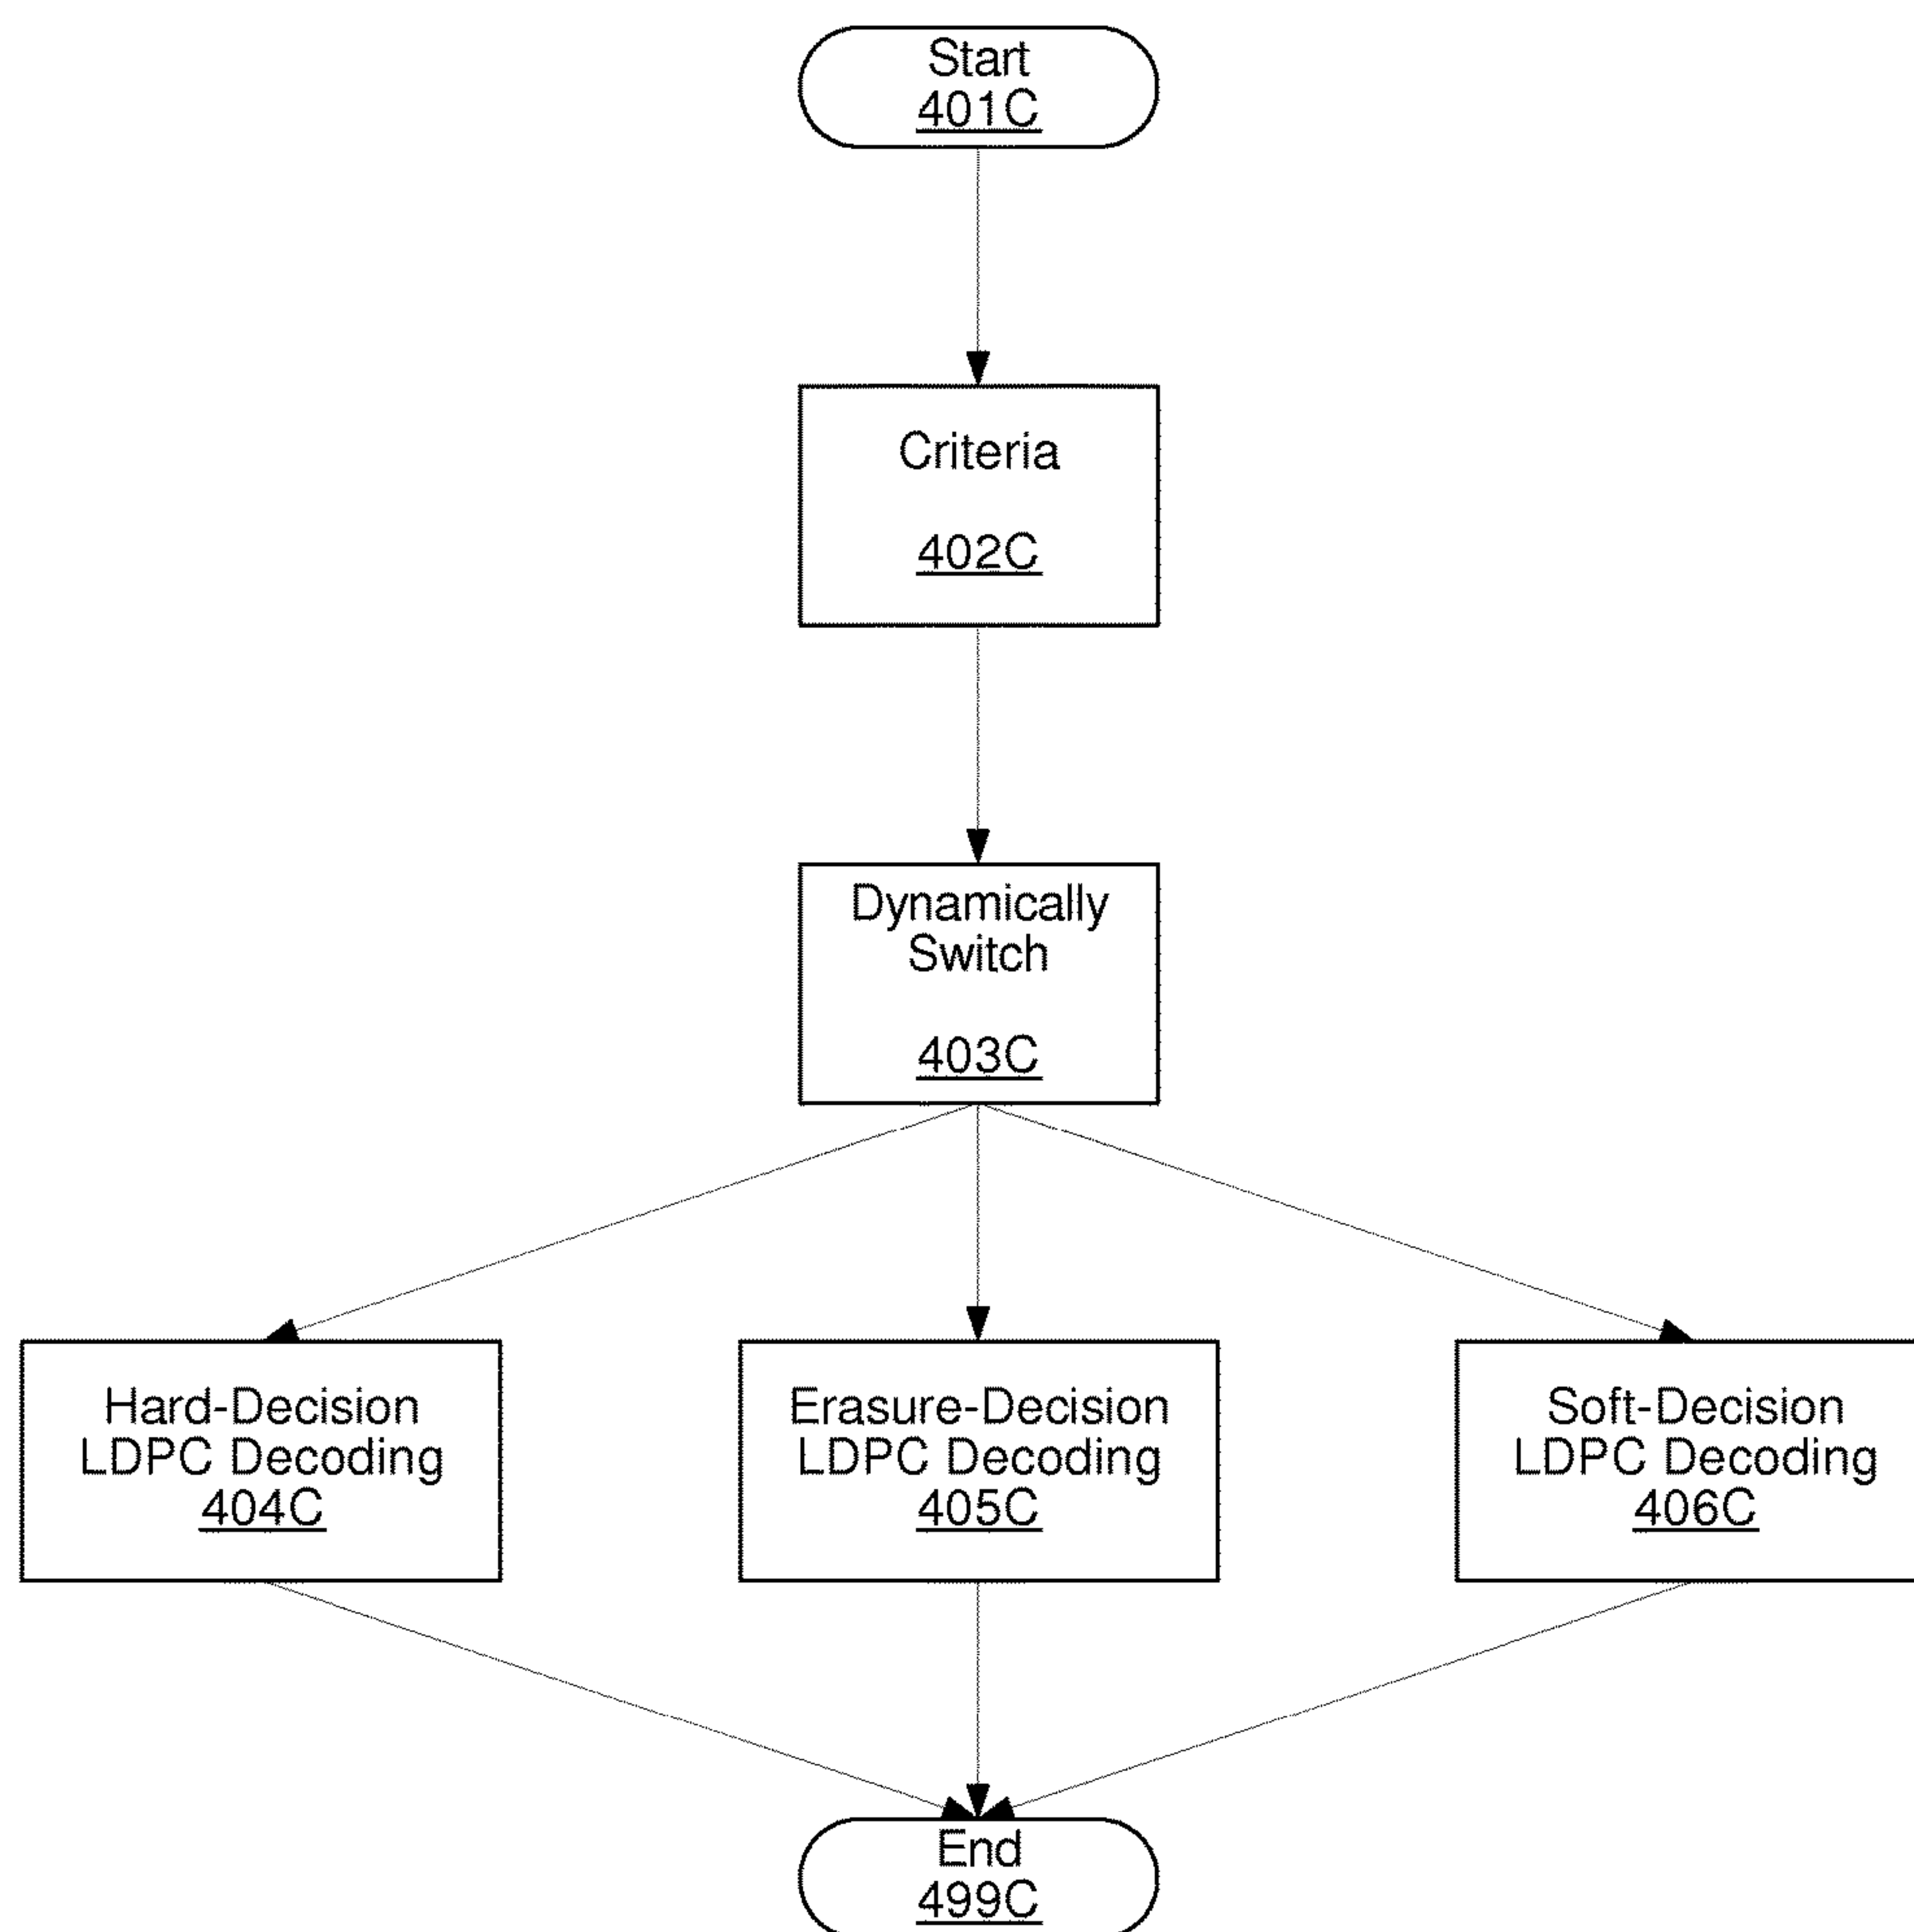 Start
401C
Criteria
402C
Dynamically
Switch
403C
Hard-Decision
LDPC Decoding
404C
Erasure-Decision
LDPC Decoding
405C
Soft-Decision
LDPC Decoding
406C
End
499C